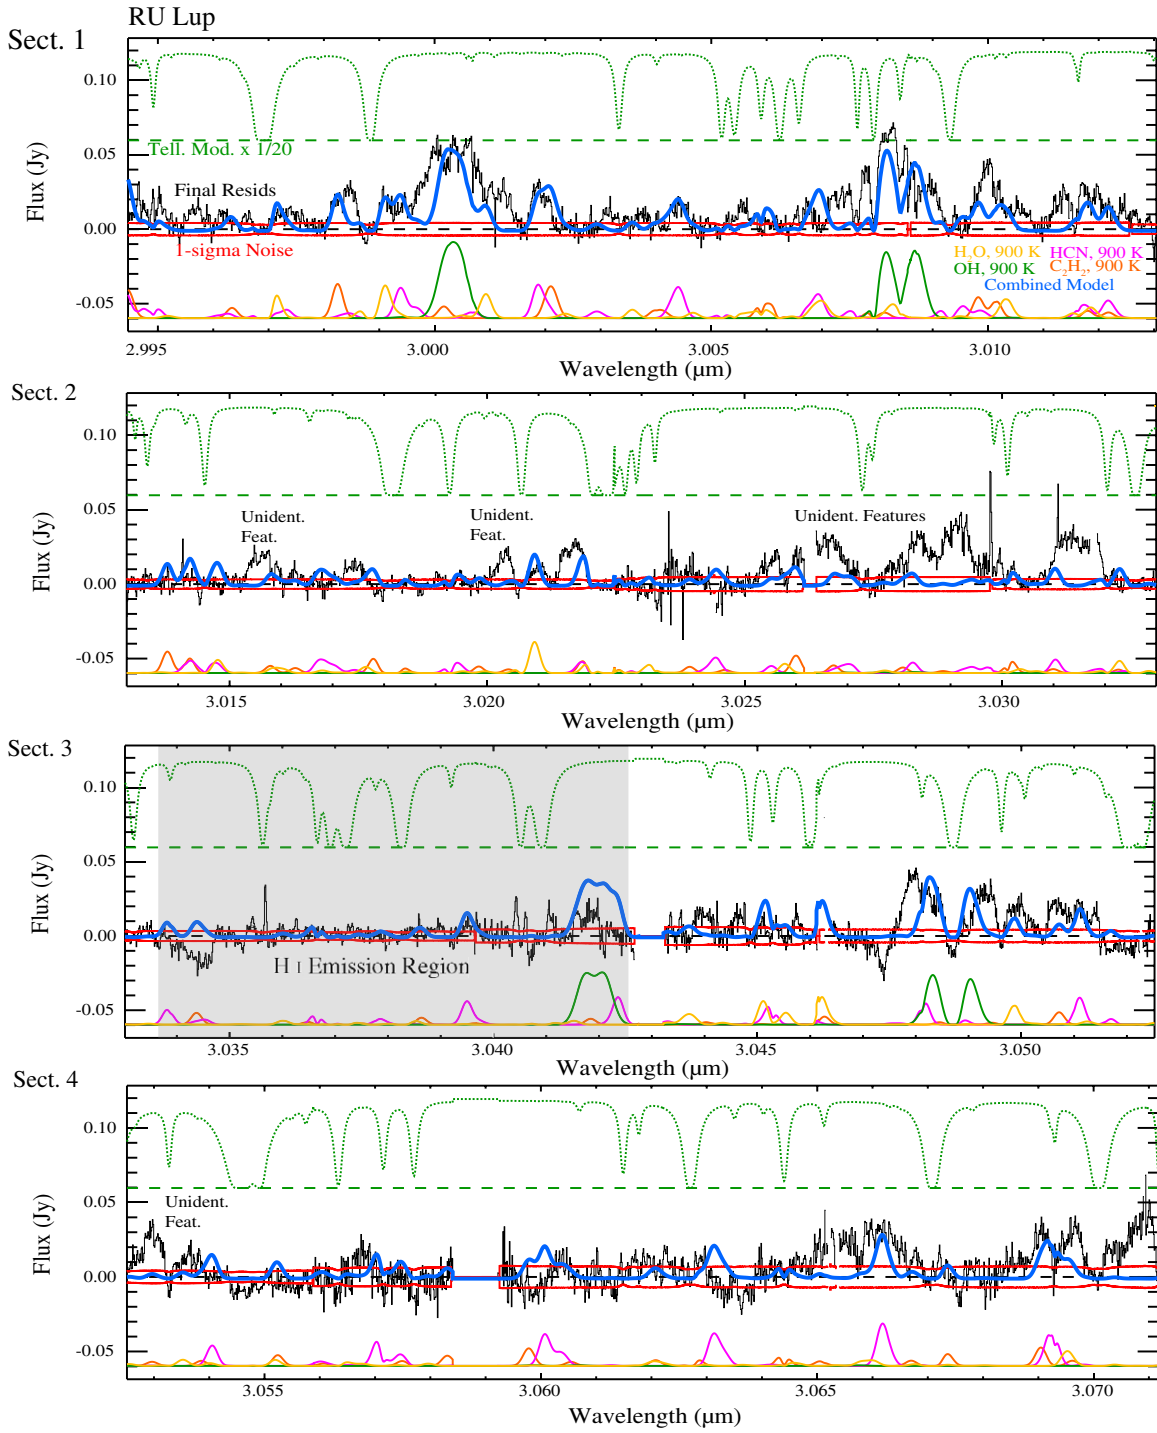 RU Lup
Sect. 1
0.10
0.05
0.00
-0.05
Flux (Jy)
Tell. Mod. x 1/20
Final Resids
1-sigma Noise
H₂O, 900 K HCN, 900 K
OH, 900 K C₂H₂, 900 K
Combined Model
2.995 3.000 3.005 3.010
Wavelength (µm)
Sect. 2
0.10
0.05
0.00
-0.05
Flux (Jy)
Unident.
Feat.
Unident.
Feat.
Unident. Features
3.015 3.020 3.025 3.030
Wavelength (µm)
Sect. 3
0.10
0.05
0.00
-0.05
Flux (Jy)
H I Emission Region
3.035 3.040 3.045 3.050
Wavelength (µm)
Sect. 4
0.10
0.05
0.00
-0.05
Flux (Jy)
Unident.
Feat.
3.055 3.060 3.065 3.070
Wavelength (µm)